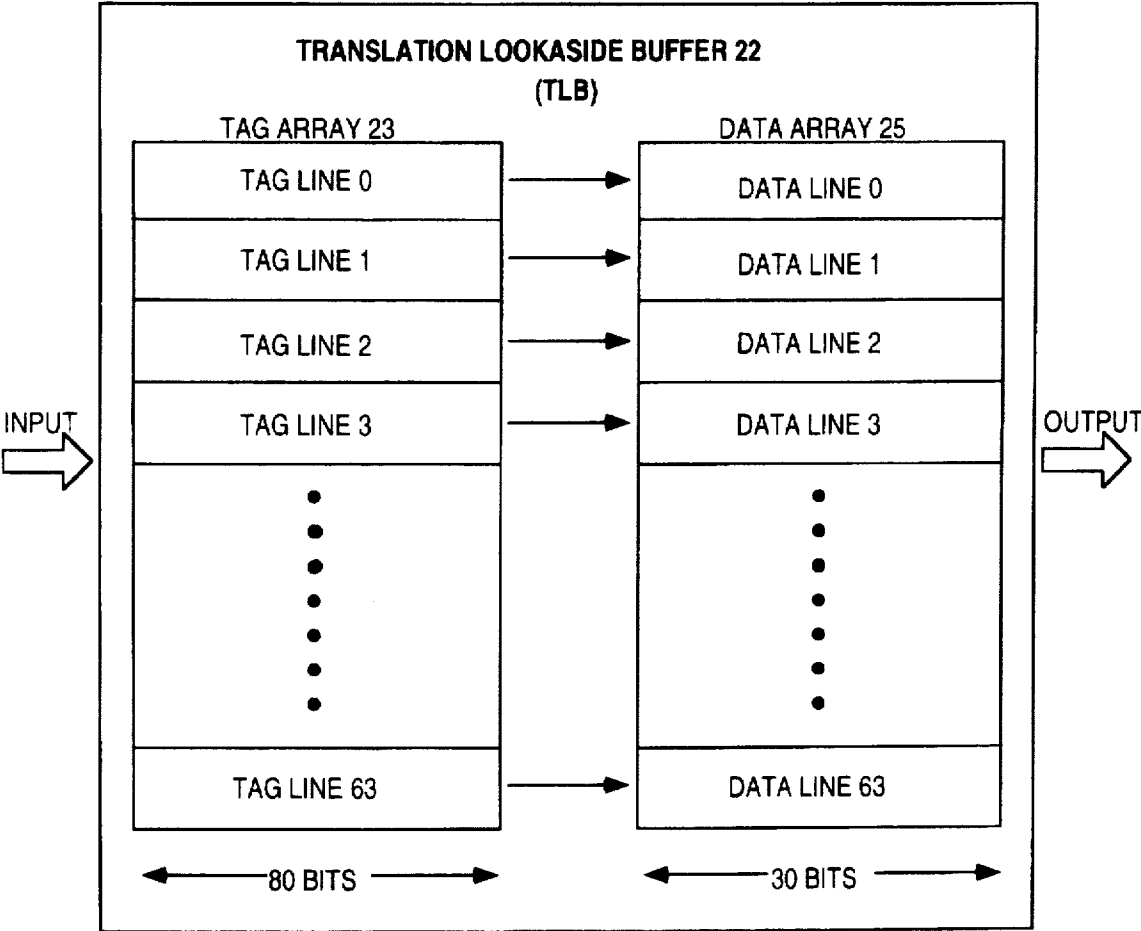 TRANSLATION LOOKASIDE BUFFER 22
(TLB)
TAG ARRAY 23
DATA ARRAY 25
TAG LINE 0
DATA LINE 0
TAG LINE 1
DATA LINE 1
TAG LINE 2
DATA LINE 2
INPUT
TAG LINE 3
DATA LINE 3
OUTPUT
TAG LINE 63
DATA LINE 63
80 BITS
30 BITS